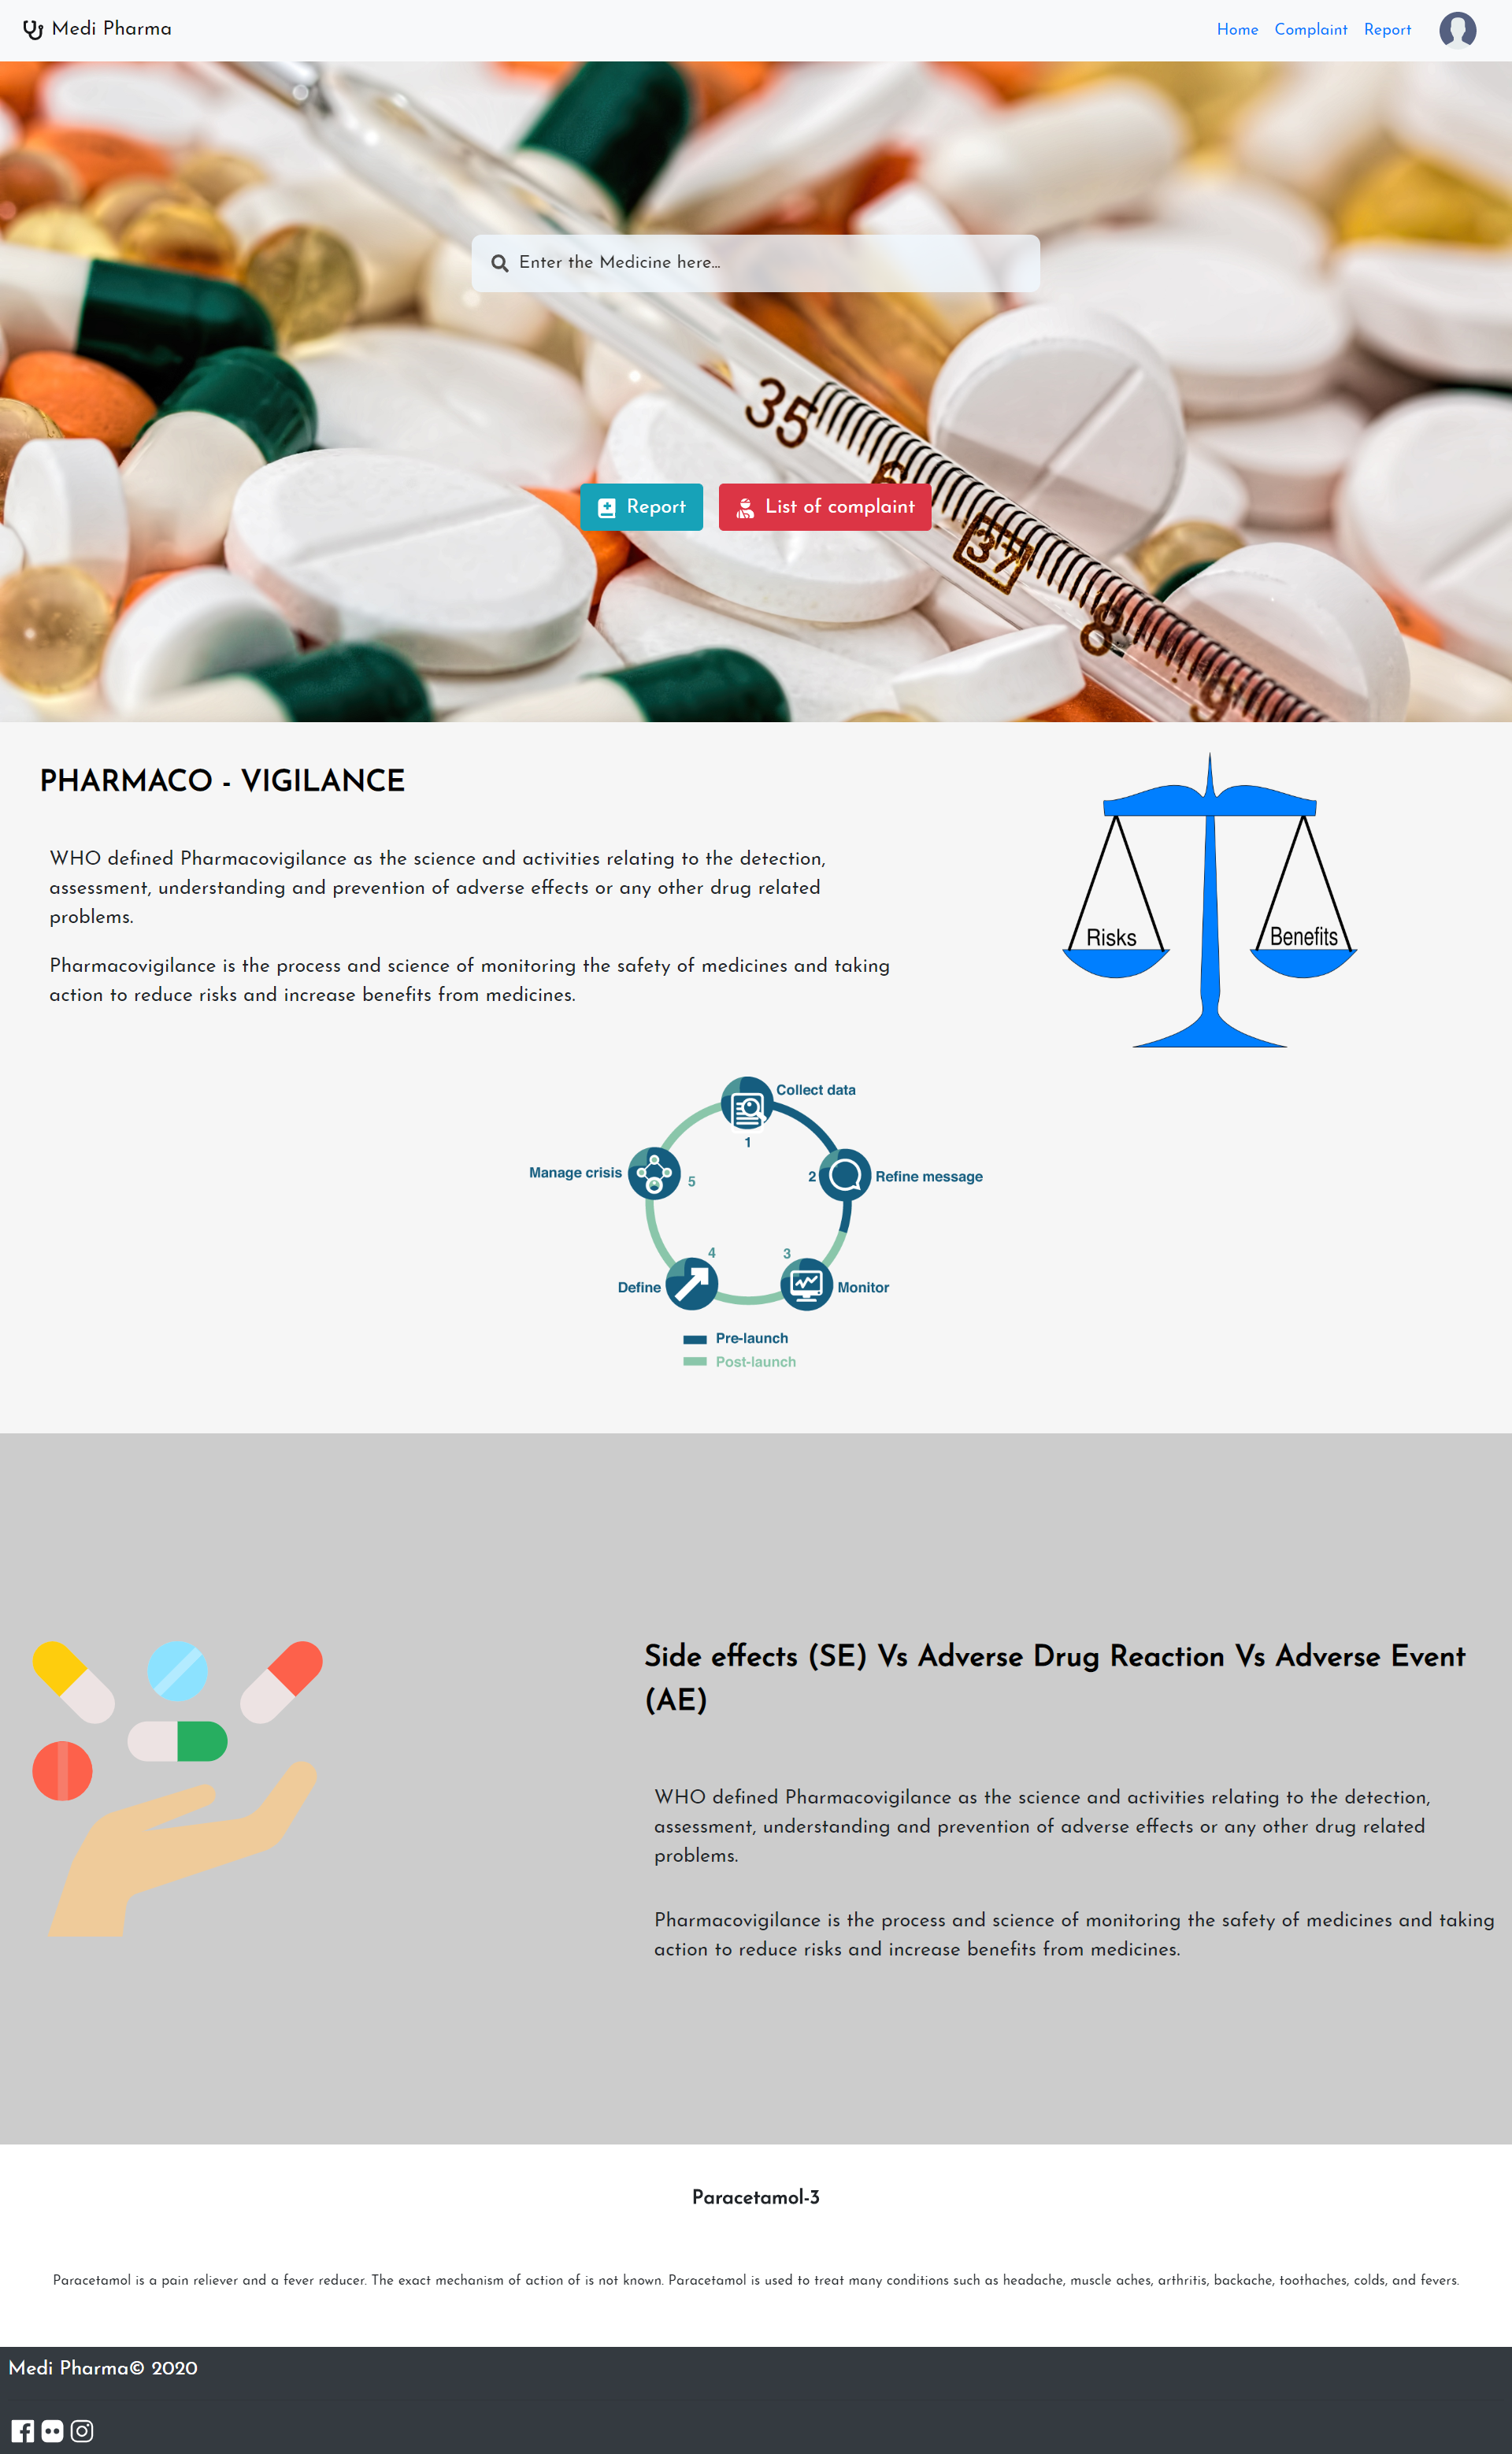 Medi Pharma
Home Complaint Report
Enter the Medicine here...
35
6
37
8
9
Report
List of complaint
PHARMACO - VIGILANCE
WHO defined Pharmacovigilance as the science and activities relating to the detection,
assessment, understanding and prevention of adverse effects or any other drug related
problems.
Pharmacovigilance is the process and science of monitoring the safety of medicines and taking
action to reduce risks and increase benefits from medicines.
Risks
Benefits
Collect data
1
Manage crisis
5
2
Refine message
4
3
Define
Monitor
Pre-launch
Post-launch
Side effects (SE) Vs Adverse Drug Reaction Vs Adverse Event
(AE)
WHO defined Pharmacovigilance as the science and activities relating to the detection,
assessment, understanding and prevention of adverse effects or any other drug related
problems.
Pharmacovigilance is the process and science of monitoring the safety of medicines and taking
action to reduce risks and increase benefits from medicines.
Paracetamol-3
Paracetamol is a pain reliever and a fever reducer. The exact mechanism of action of is not known. Paracetamol is used to treat many conditions such as headache, muscle aches, arthritis, backache, toothaches, colds, and fevers.
Medi Pharma© 2020